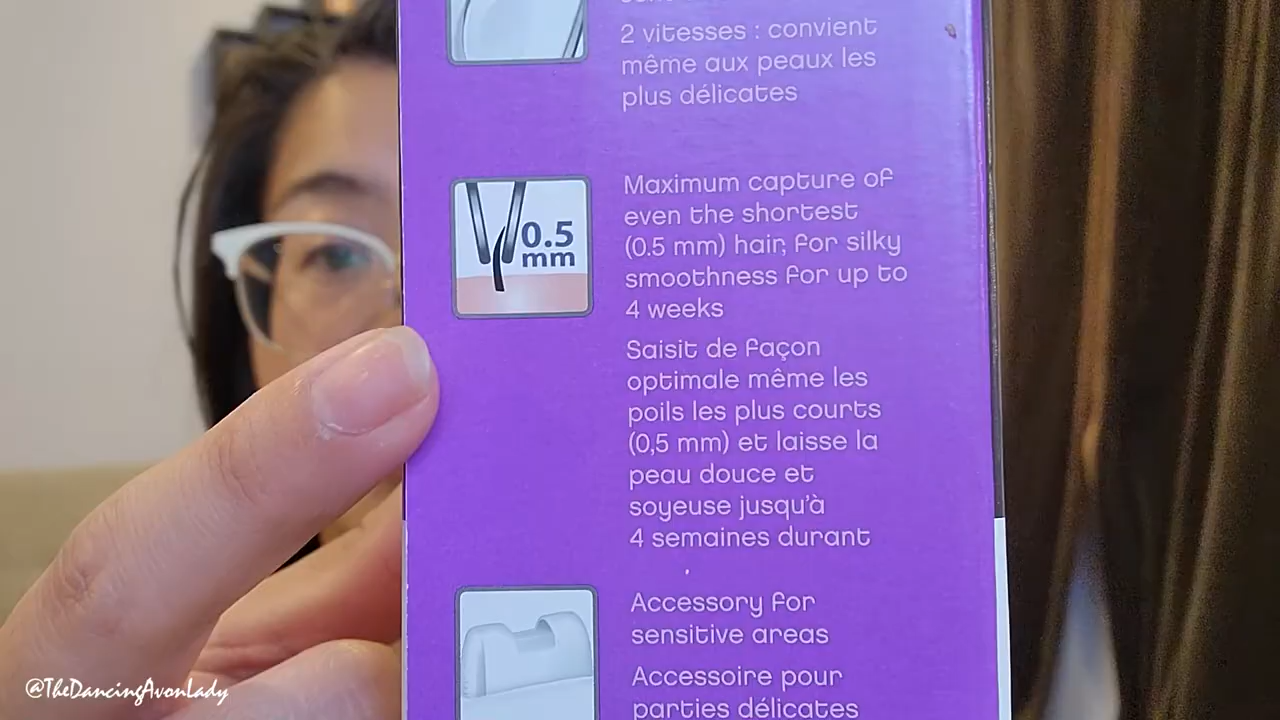 2 vitesses : convient
même aux peaux les
plus délicates
0.5
mm
Maximum capture of
even the shortest
(0.5 mm) hair, for silky
smoothness for up to
4 weeks
Saisit de façon
optimale même les
poils les plus courts
(0,5 mm) et laisse la
peau douce et
soyeuse jusqu'à
4 semaines durant
Accessory for
sensitive areas
Accessoire pour
parties délicates
@TheDancingAvonLady